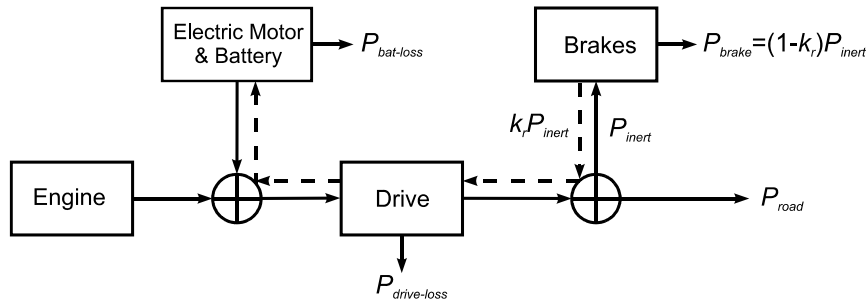 Electric Motor
& Battery
P_bat-loss
Brakes
P_brake=(1-k_r)P_inert
k_rP_inert
P_inert
Engine
Drive
P_road
P_drive-loss